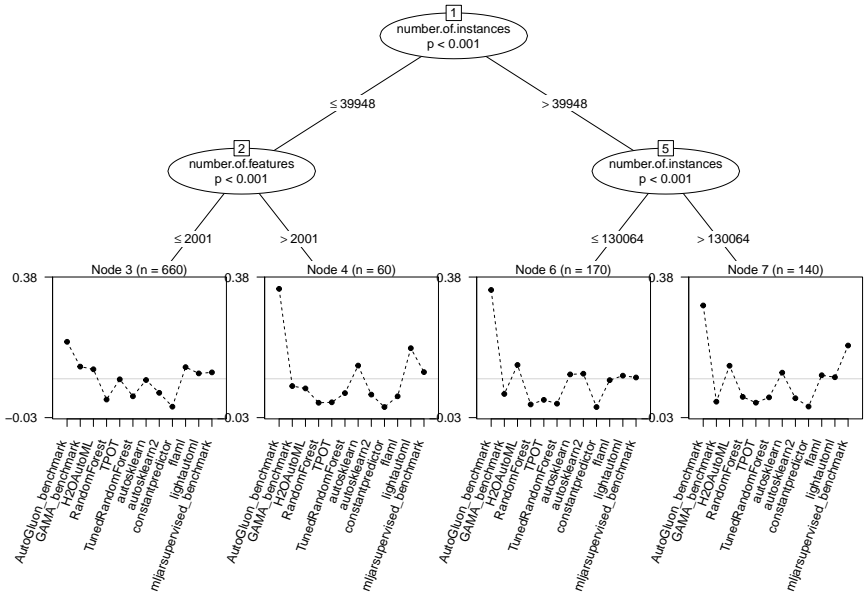 1
number.of.instances
p < 0.001
≤ 39948
> 39948
2
number.of.features
p < 0.001
5
number.of.instances
p < 0.001
≤ 2001
> 2001
≤ 130064
> 130064
Node 3 (n = 660)
−0.03
0.38
AutoGluon_benchmark
GAMA_benchmark
H2OAutoML
RandomForest
TPOT
TunedRandomForest
autosklearn
autosklearn2
constantpredictor
flaml
lightautoml
mljarsupervised_benchmark
Node 4 (n = 60)
−0.03
0.38
AutoGluon_benchmark
GAMA_benchmark
H2OAutoML
RandomForest
TPOT
TunedRandomForest
autosklearn
autosklearn2
constantpredictor
flaml
lightautoml
mljarsupervised_benchmark
Node 6 (n = 170)
−0.03
0.38
AutoGluon_benchmark
GAMA_benchmark
H2OAutoML
RandomForest
TPOT
TunedRandomForest
autosklearn
autosklearn2
constantpredictor
flaml
lightautoml
mljarsupervised_benchmark
Node 7 (n = 140)
−0.03
0.38
AutoGluon_benchmark
GAMA_benchmark
H2OAutoML
RandomForest
TPOT
TunedRandomForest
autosklearn
autosklearn2
constantpredictor
flaml
lightautoml
mljarsupervised_benchmark